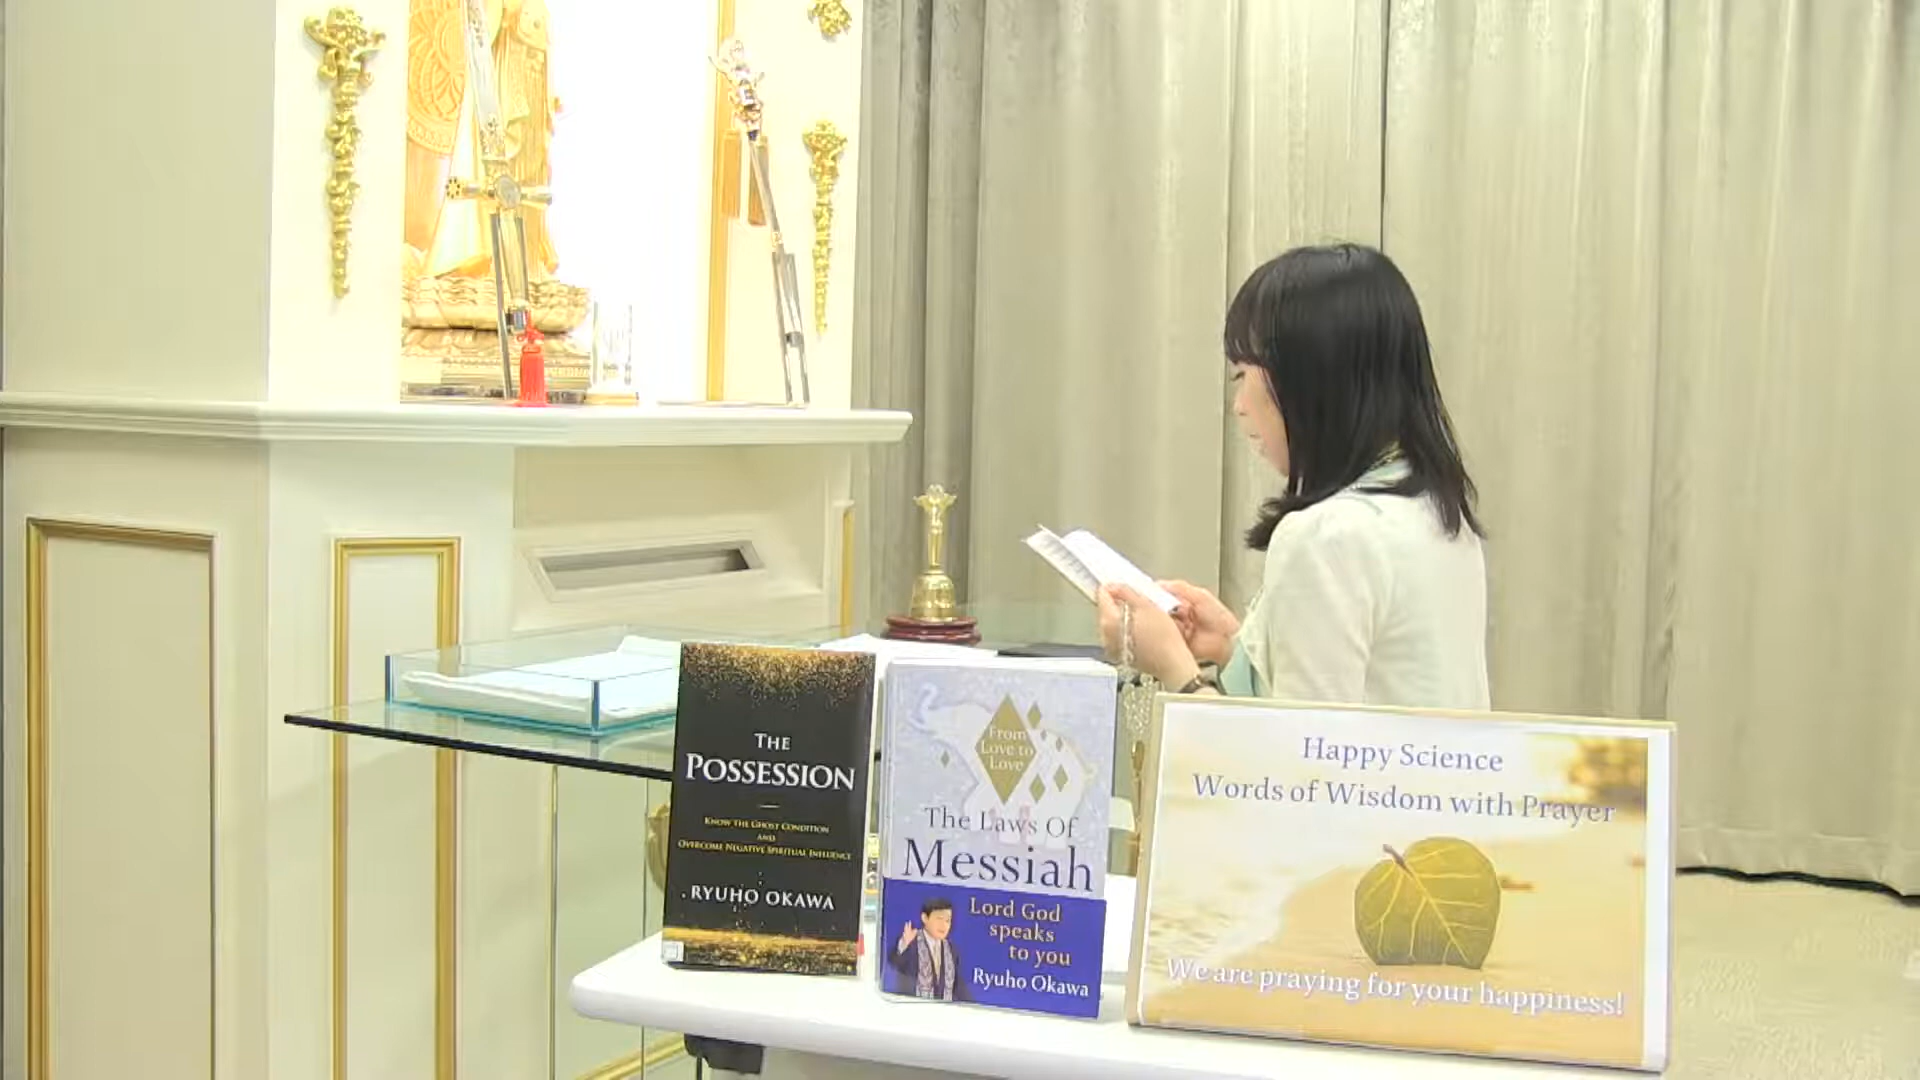 THE
POSSESSION
KNOW THE GHOST CONDITION
AND
OVERCOME NEGATIVE SPIRITUAL INFLUENCE
RYUHO OKAWA
From
Love to
Love
The Laws Of
Messiah
Lord God
speaks
to you
Ryuho Okawa
Happy Science
Words of Wisdom with Prayer
We are praying for your happiness!